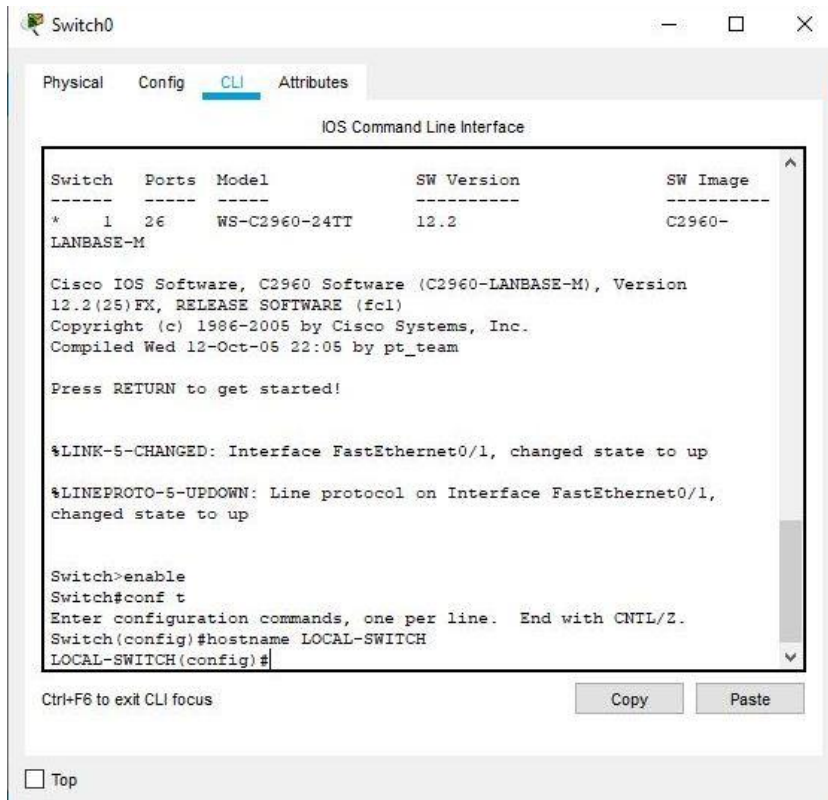 Switch0
Physical Config CLI Attributes
IOS Command Line Interface
Switch Ports Model SW Version SW Image
------ ----- ----- ---------- ----------
* 1 26 WS-C2960-24TT 12.2 C2960-
LANBASE-M
Cisco IOS Software, C2960 Software (C2960-LANBASE-M), Version
12.2(25)FX, RELEASE SOFTWARE (fc1)
Copyright (c) 1986-2005 by Cisco Systems, Inc.
Compiled Wed 12-Oct-05 22:05 by pt_team
Press RETURN to get started!
%LINK-5-CHANGED: Interface FastEthernet0/1, changed state to up
%LINEPROTO-5-UPDOWN: Line protocol on Interface FastEthernet0/1,
changed state to up
Switch>enable
Switch#conf t
Enter configuration commands, one per line. End with CNTL/Z.
Switch(config)#hostname LOCAL-SWITCH
LOCAL-SWITCH(config)#
Ctrl+F6 to exit CLI focus
Copy Paste
Top